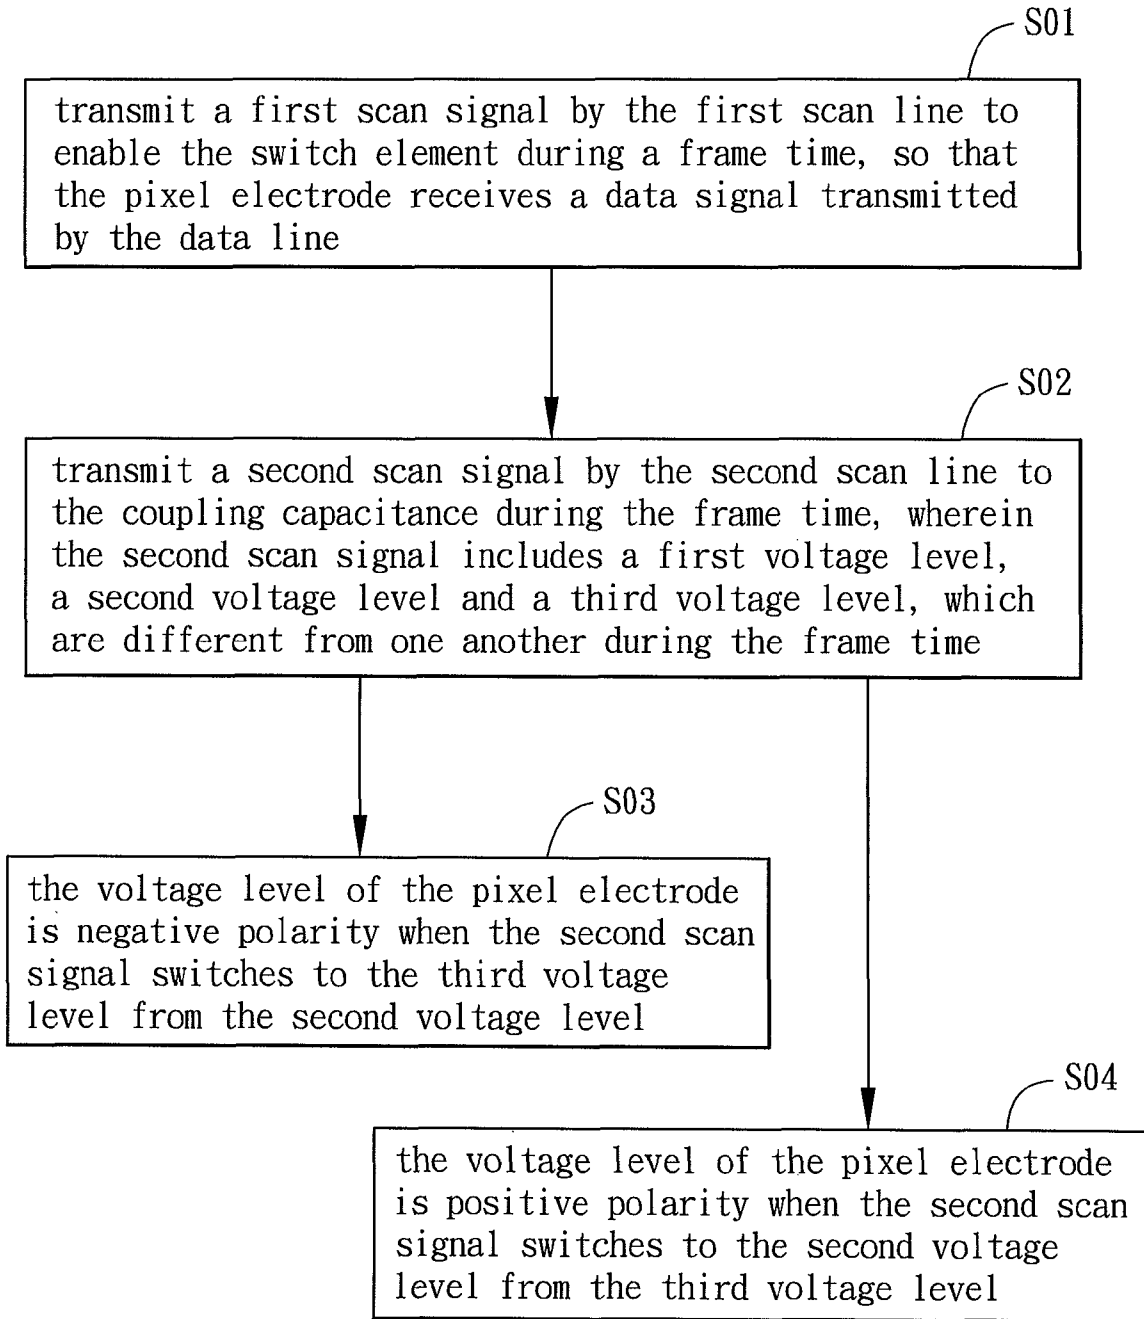 S01
transmit a first scan signal by the first scan line to
enable the switch element during a frame time, so that
the pixel electrode receives a data signal transmitted
by the data line
S02
transmit a second scan signal by the second scan line to
the coupling capacitance during the frame time, wherein
the second scan signal includes a first voltage level,
a second voltage level and a third voltage level, which
are different from one another during the frame time
S03
the voltage level of the pixel electrode
is negative polarity when the second scan
signal switches to the third voltage
level from the second voltage level
S04
the voltage level of the pixel electrode
is positive polarity when the second scan
signal switches to the second voltage
level from the third voltage level